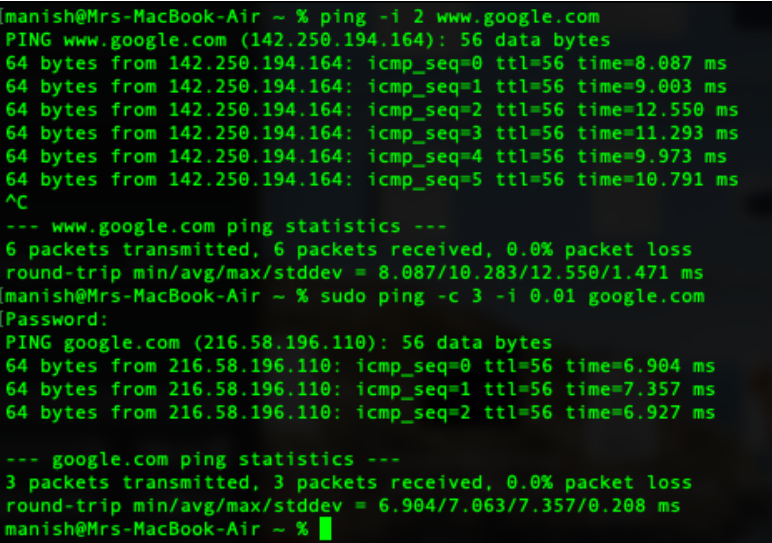 [manish@Mrs-MacBook-Air ~ % ping -i 2 www.google.com
PING www.google.com (142.250.194.164): 56 data bytes
64 bytes from 142.250.194.164: icmp_seq=0 ttl=56 time=8.087 ms
64 bytes from 142.250.194.164: icmp_seq=1 ttl=56 time=9.003 ms
64 bytes from 142.250.194.164: icmp_seq=2 ttl=56 time=12.550 ms
64 bytes from 142.250.194.164: icmp_seq=3 ttl=56 time=11.293 ms
64 bytes from 142.250.194.164: icmp_seq=4 ttl=56 time=9.973 ms
64 bytes from 142.250.194.164: icmp_seq=5 ttl=56 time=10.791 ms
^C
--- www.google.com ping statistics ---
6 packets transmitted, 6 packets received, 0.0% packet loss
round-trip min/avg/max/stddev = 8.087/10.283/12.550/1.471 ms
[manish@Mrs-MacBook-Air ~ % sudo ping -c 3 -i 0.01 google.com
[Password:
PING google.com (216.58.196.110): 56 data bytes
64 bytes from 216.58.196.110: icmp_seq=0 ttl=56 time=6.904 ms
64 bytes from 216.58.196.110: icmp_seq=1 ttl=56 time=7.357 ms
64 bytes from 216.58.196.110: icmp_seq=2 ttl=56 time=6.927 ms
--- google.com ping statistics ---
3 packets transmitted, 3 packets received, 0.0% packet loss
round-trip min/avg/max/stddev = 6.904/7.063/7.357/0.208 ms
manish@Mrs-MacBook-Air ~ %